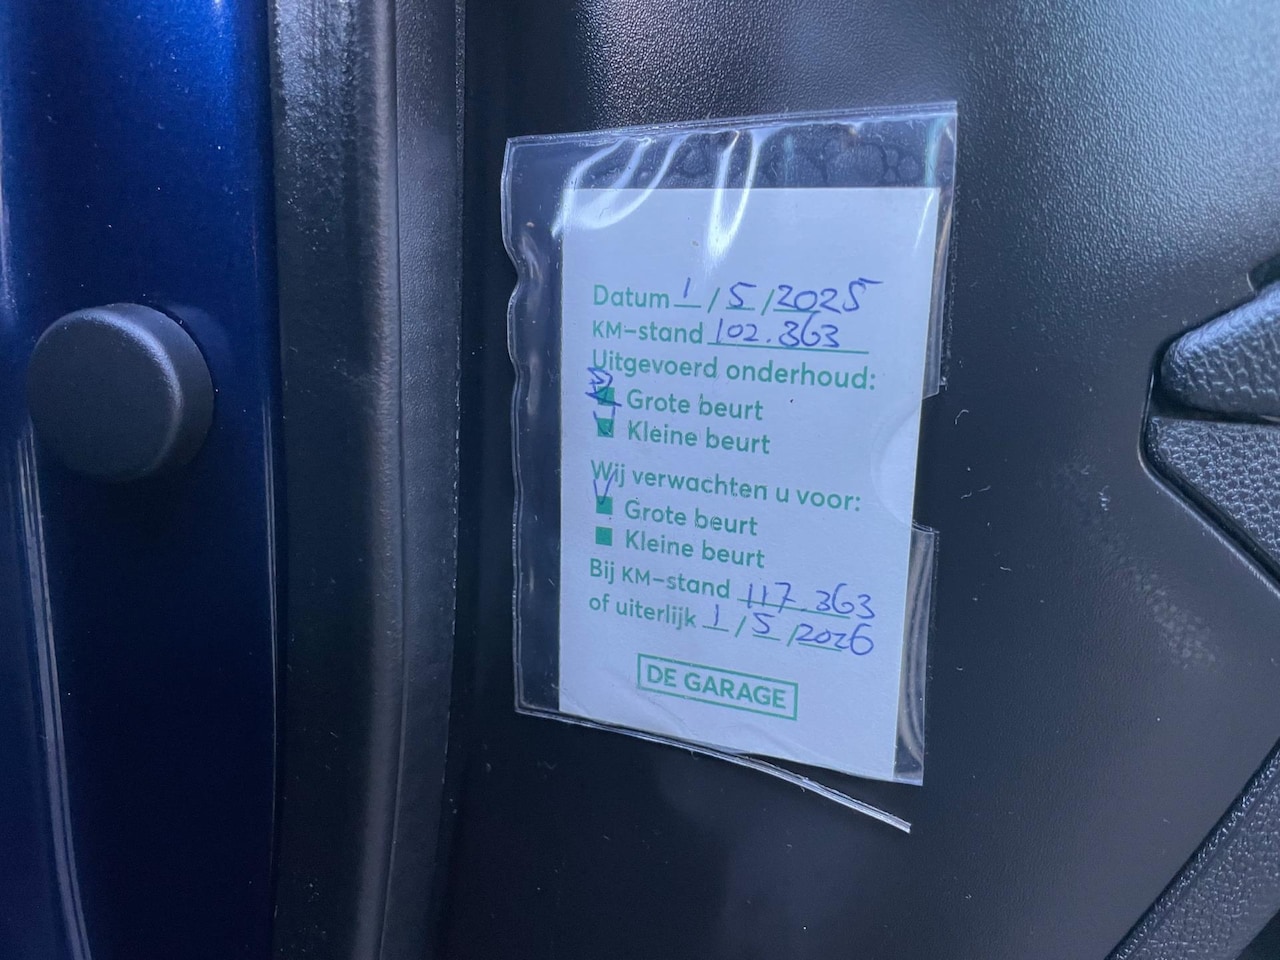 Datum 1/5/2025
KM-stand 102.363
Uitgevoerd onderhoud:
Grote beurt
Kleine beurt
Wij verwachten u voor:
Grote beurt
Kleine beurt
Bij KM-stand 117.363
of uiterlijk 1/5/2026
DE GARAGE